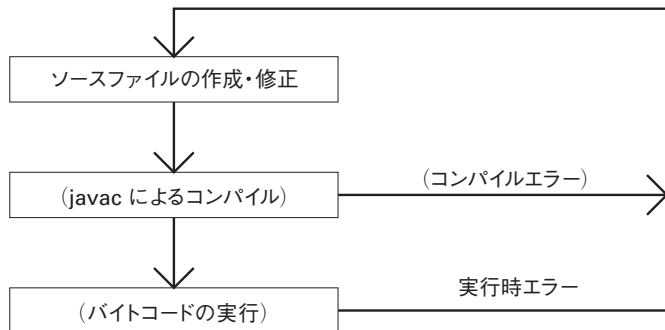 ソースファイルの作成・修正
(javac によるコンパイル)
(コンパイルエラー)
実行時エラー
(バイトコードの実行)